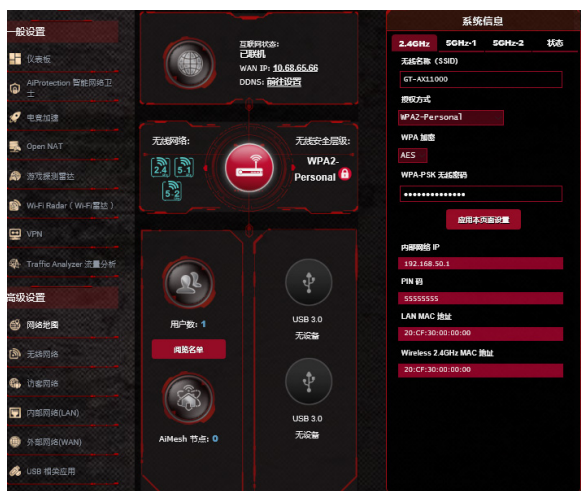 一般设置
仪表板
AiProtection 智能网络卫士
电竞加速
Open NAT
游戏探测雷达
Wi-Fi Radar ( Wi-Fi雷达 )
VPN
Traffic Analyzer 流量分析
高级设置
网络地图
无线网络
访客网络
内部网络(LAN)
外部网络(WAN)
USB 相关应用
互联网状态:
已联机
WAN IP: 10.68.65.66
DDNS: 前往设置
无线网络:
2.4 5-1
5-2
无线安全层级:
WPA2-
Personal
用户数: 1
阅览名单
AiMesh 节点: 0
USB 3.0
无设备
USB 3.0
无设备
系统信息
2.4GHz 5GHz-1 5GHz-2 状态
无线名称 (SSID)
GT-AX11000
授权方式
WPA2-Personal
WPA 加密
AES
WPA-PSK 无线密码
••••••••••••••
应用本页面设置
内部网络 IP
192.168.50.1
PIN 码
55555555
LAN MAC 地址
20:CF:30:00:00:00
Wireless 2.4GHz MAC 地址
20:CF:30:00:00:00